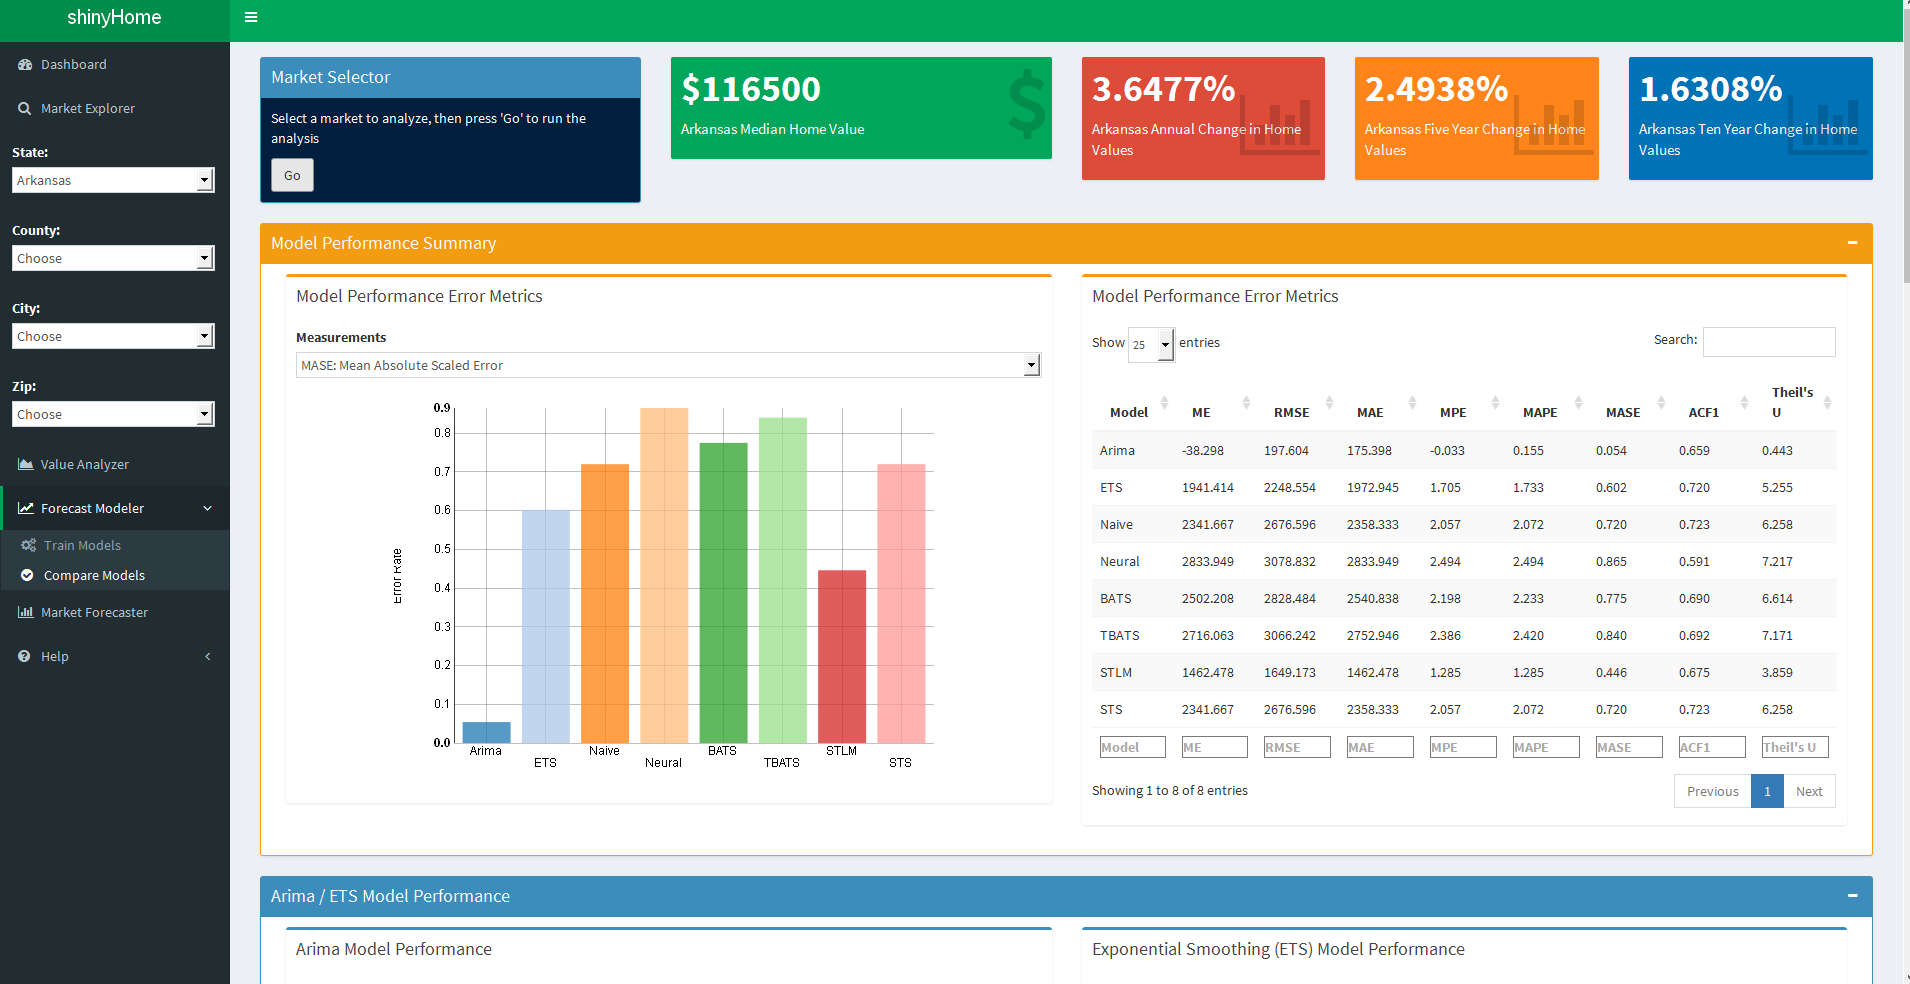 shinyHome
Dashboard
Market Explorer
State:
Arkansas
County:
Choose
City:
Choose
Zip:
Choose
Value Analyzer
Forecast Modeler
Train Models
Compare Models
Market Forecaster
Help
Market Selector
Select a market to analyze, then press 'Go' to run the
analysis
Go
$116500
Arkansas Median Home Value
3.6477%
Arkansas Annual Change in Home
Values
2.4938%
Arkansas Five Year Change in Home
Values
1.6308%
Arkansas Ten Year Change in Home
Values
Model Performance Summary
Model Performance Error Metrics
Measurements
MASE: Mean Absolute Scaled Error
0.9
0.8
0.7
0.6
0.5
0.4
0.3
0.2
0.1
0.0
Error Rate
Arima
ETS
Naive
Neural
BATS
TBATS
STLM
STS
Model Performance Error Metrics
Show 25 entries
Search:
Model ME RMSE MAE MPE MAPE MASE ACF1 Theil's
U
Arima -38.298 197.604 175.398 -0.033 0.155 0.054 0.659 0.443
ETS 1941.414 2248.554 1972.945 1.705 1.733 0.602 0.720 5.255
Naive 2341.667 2676.596 2358.333 2.057 2.072 0.720 0.723 6.258
Neural 2833.949 3078.832 2833.949 2.494 2.494 0.865 0.591 7.217
BATS 2502.208 2828.484 2540.838 2.198 2.233 0.775 0.690 6.614
TBATS 2716.063 3066.242 2752.946 2.386 2.420 0.840 0.692 7.171
STLM 1462.478 1649.173 1462.478 1.285 1.285 0.446 0.675 3.859
STS 2341.667 2676.596 2358.333 2.057 2.072 0.720 0.723 6.258
Model ME RMSE MAE MPE MAPE MASE ACF1 Theil's U
Showing 1 to 8 of 8 entries
Previous 1 Next
Arima / ETS Model Performance
Arima Model Performance
Exponential Smoothing (ETS) Model Performance